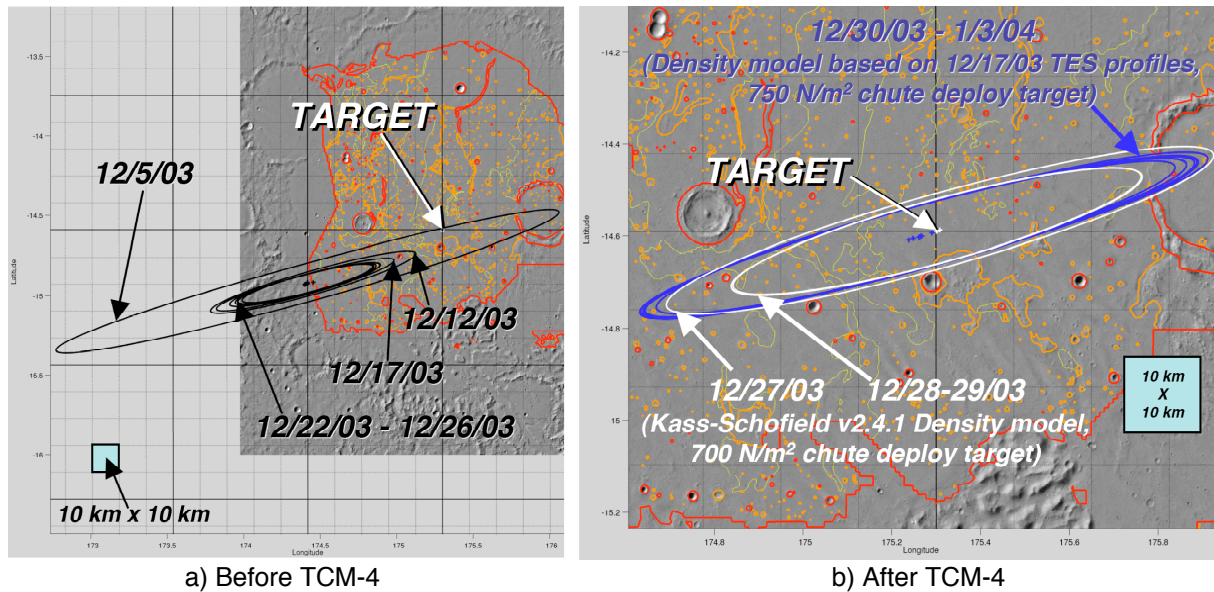 -13.5
-14
-14.5
-15
-15.5
-16
Latitude
173
173.5
174
174.5
175
175.5
176
Longitude
TARGET
12/5/03
12/12/03
12/17/03
12/22/03 - 12/26/03
10 km x 10 km
a) Before TCM-4
-14.2
-14.4
-14.6
-14.8
-15
-15.2
Latitude
174.8
175
175.2
175.4
175.6
175.8
Longitude
12/30/03 - 1/3/04
(Density model based on 12/17/03 TES profiles,
750 N/m² chute deploy target)
TARGET
12/27/03
12/28-29/03
(Kass-Schofield v2.4.1 Density model,
700 N/m² chute deploy target)
10 km
X
10 km
b) After TCM-4